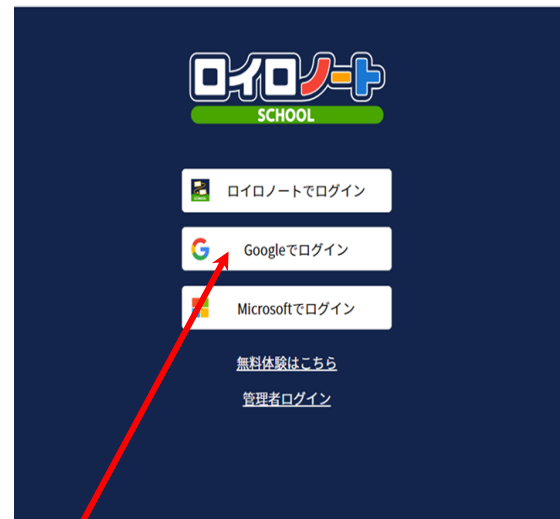 ロイロノート
SCHOOL
ロイロノートでログイン
Googleでログイン
Microsoftでログイン
無料体験はこちら
管理者ログイン